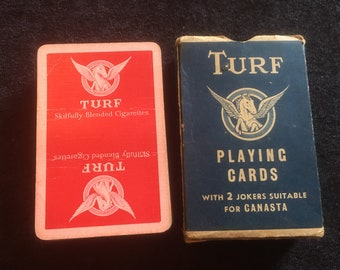 TURF
Skilfully Blended Cigarettes
Skilfully Blended Cigarettes
TURF
TURF
PLAYING
CARDS
WITH 2 JOKERS SUITABLE
FOR CANASTA